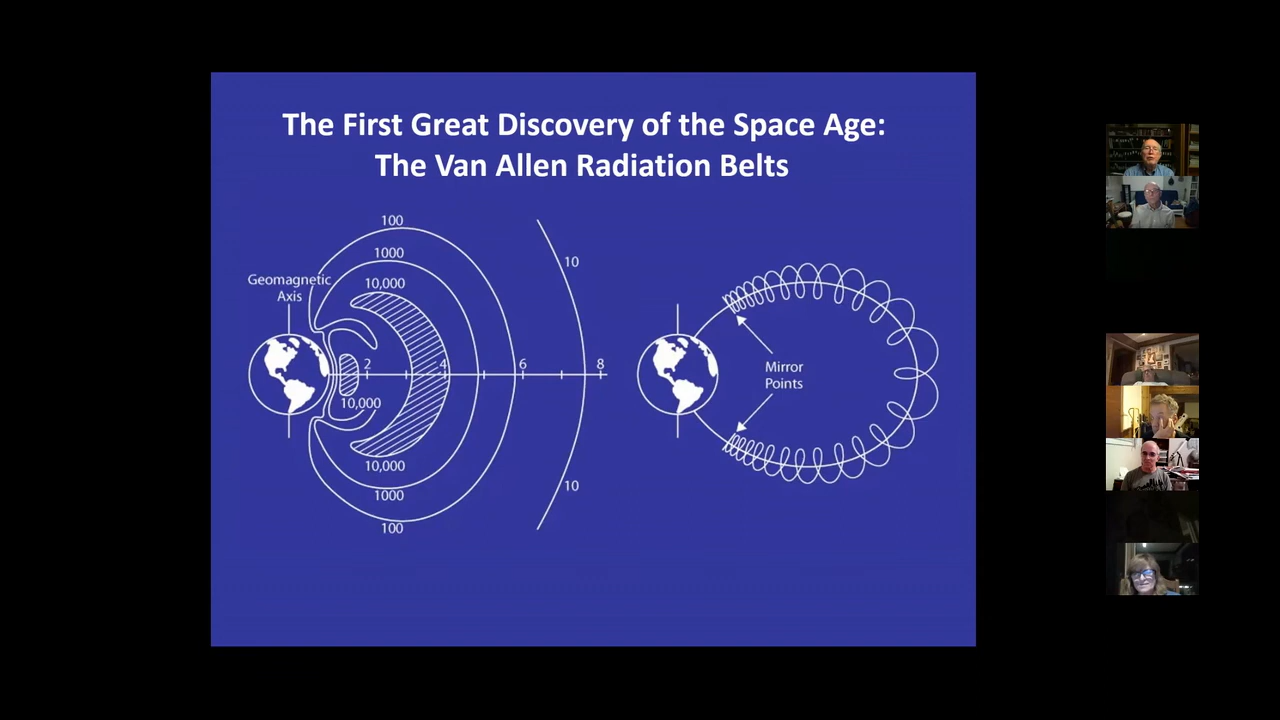 The First Great Discovery of the Space Age:
The Van Allen Radiation Belts
100
1000
10,000
10
Geomagnetic
Axis
2
4
6
8
10,000
10,000
1000
100
10
Mirror
Points